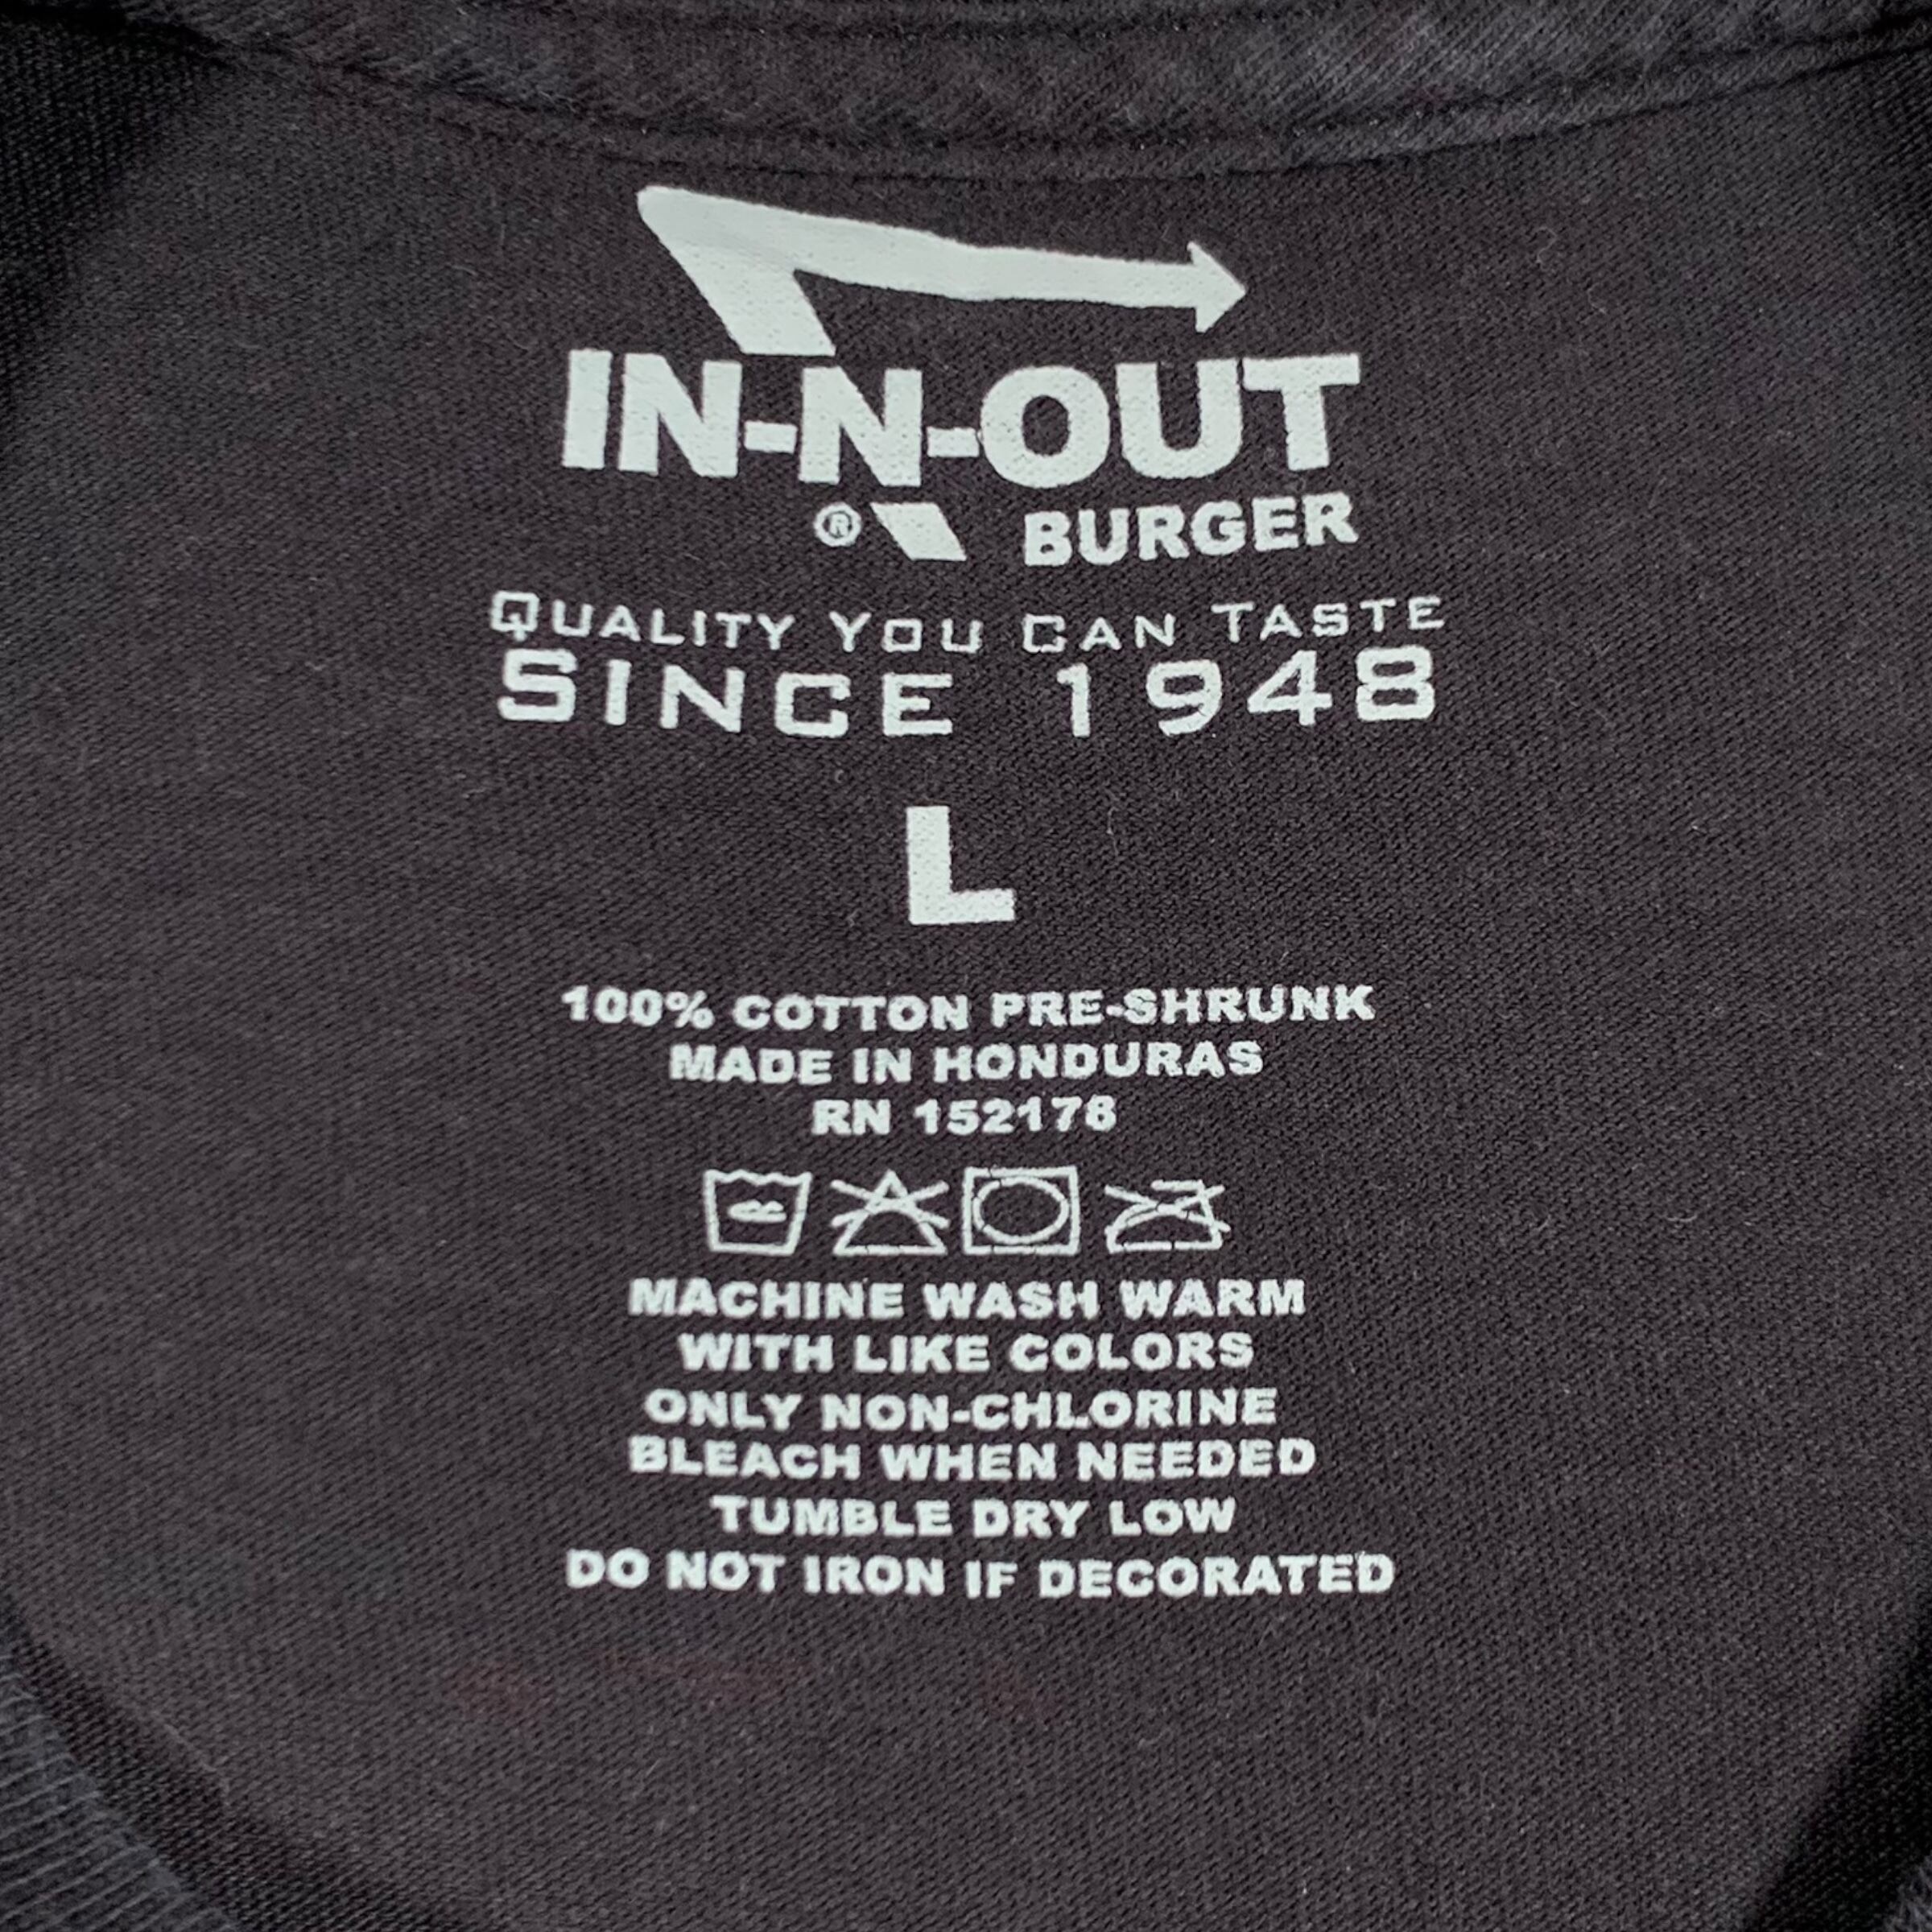 IN-N-OUT
® BURGER
QUALITY YOU CAN TASTE
SINCE 1948
L
100% COTTON PRE-SHRUNK
MADE IN HONDURAS
RN 152176
MACHINE WASH WARM
WITH LIKE COLORS
ONLY NON-CHLORINE
BLEACH WHEN NEEDED
TUMBLE DRY LOW
DO NOT IRON IF DECORATED